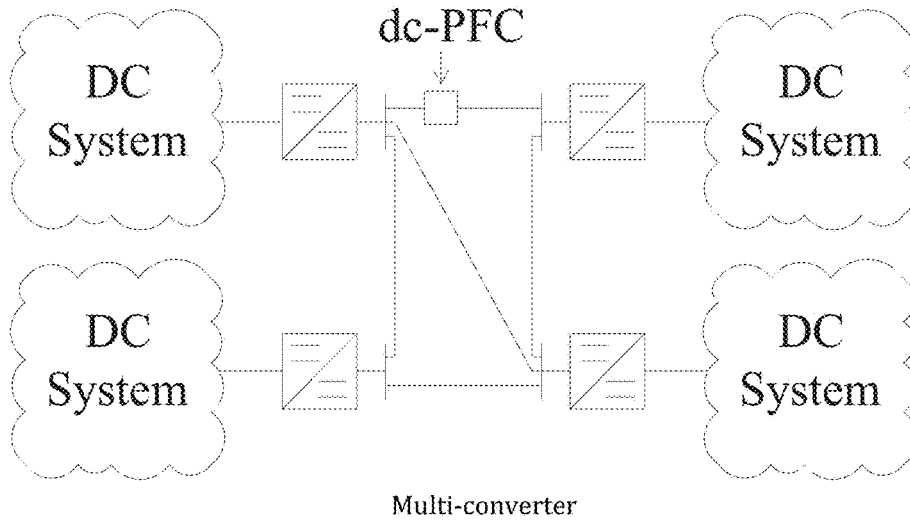 dc-PFC
DC
System
DC
System
DC
System
DC
System
Multi-converter